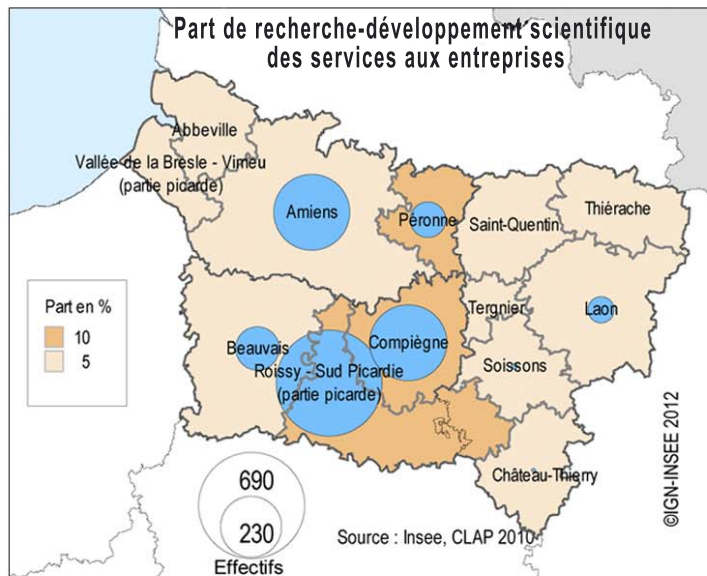 Part de recherche-développement scientifique
des services aux entreprises
Abbeville
Vallée de la Bresle - Vimeu
(partie picarde)
Amiens
Péronne
Saint-Quentin
Thiérache
Part en %
10
5
Beauvais
Compiègne
Tergnier
Laon
Roissy - Sud Picardie
(partie picarde)
Soissons
Château-Thierry
690
230
Effectifs
Source : Insee, CLAP 2010
©IGN-INSEE 2012